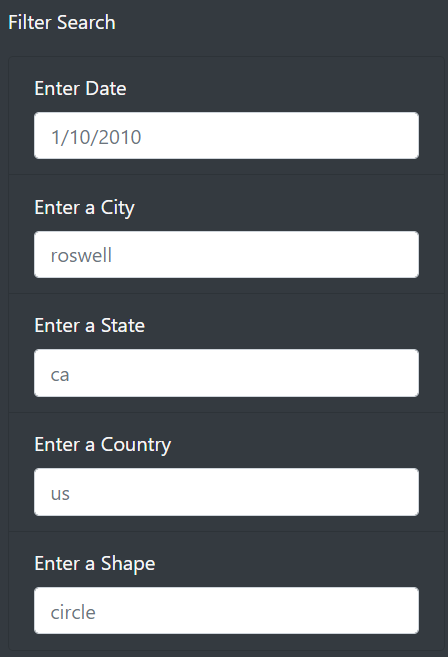 Filter Search
Enter Date
1/10/2010
Enter a City
roswell
Enter a State
ca
Enter a Country
us
Enter a Shape
circle